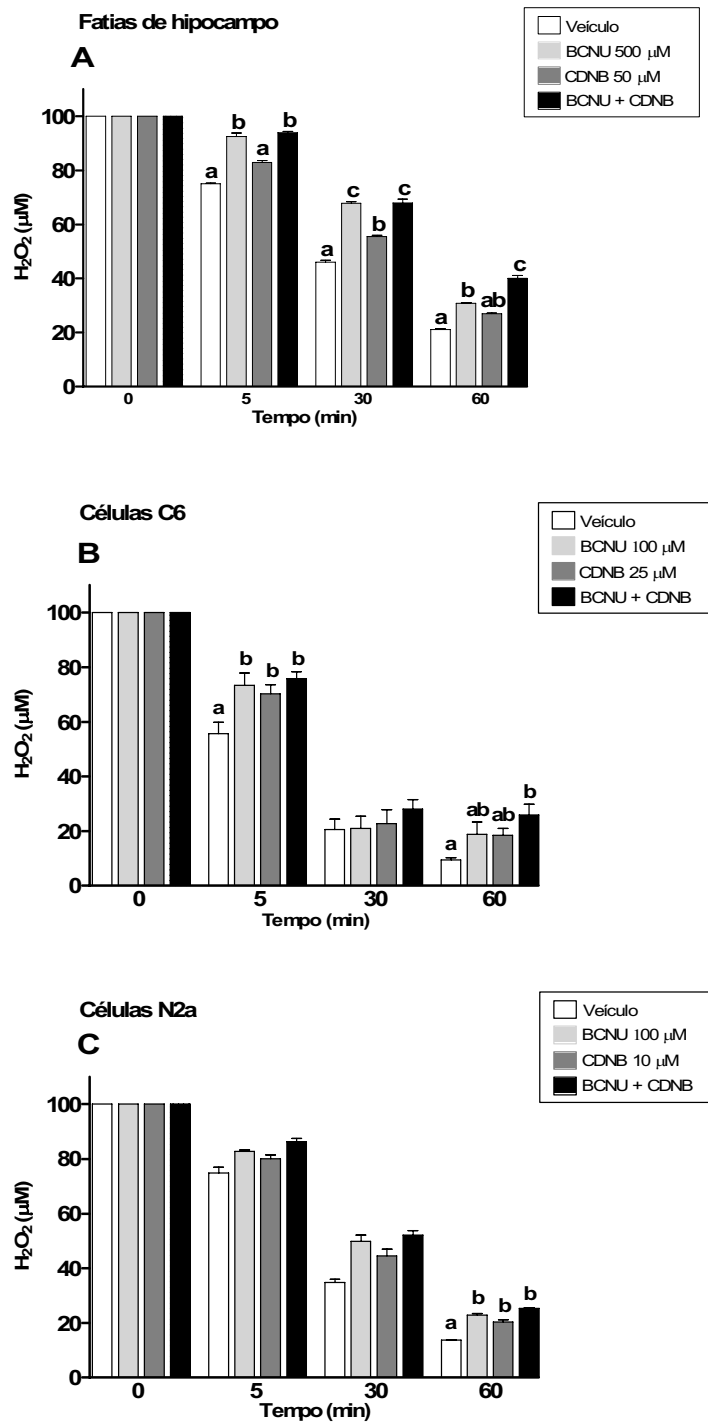 Fatias de hipocampo
A
Veículo
BCNU 500 µM
CDNB 50 µM
BCNU + CDNB
H₂O₂ (µM)
100
80
60
40
20
0
a b a b
a c b c
a b ab c
0 5 30 60
Tempo (min)
Células C6
B
Veículo
BCNU 100 µM
CDNB 25 µM
BCNU + CDNB
H₂O₂ (µM)
100
80
60
40
20
0
a b b b
a ab ab b
0 5 30 60
Tempo (min)
Células N2a
C
Veículo
BCNU 100 µM
CDNB 10 µM
BCNU + CDNB
H₂O₂ (µM)
100
80
60
40
20
0
a b b b
0 5 30 60
Tempo (min)